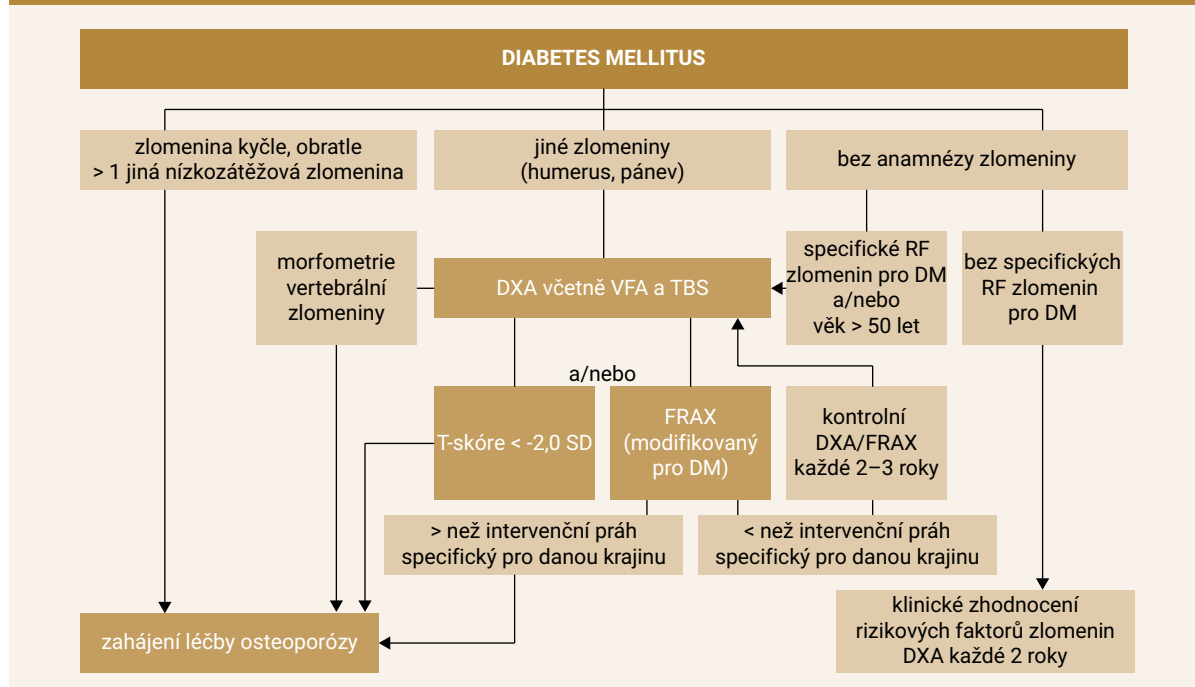 DIABETES MELLITUS
zlomenina kyčle, obratle
> 1 jiná nízkozátěžová zlomenina
jiné zlomeniny
(humerus, pánev)
bez anamnézy zlomeniny
morfometrie
vertebrální
zlomeniny
DXA včetně VFA a TBS
specifické RF
zlomenin pro DM
a/nebo
věk > 50 let
bez specifických
RF zlomenin
pro DM
a/nebo
T-skóre < -2,0 SD
FRAX
(modifikovaný
pro DM)
kontrolní
DXA/FRAX
každé 2–3 roky
> než intervenční práh
specifický pro danou krajinu
< než intervenční práh
specifický pro danou krajinu
zahájení léčby osteoporózy
klinické zhodnocení
rizikových faktorů zlomenin
DXA každé 2 roky